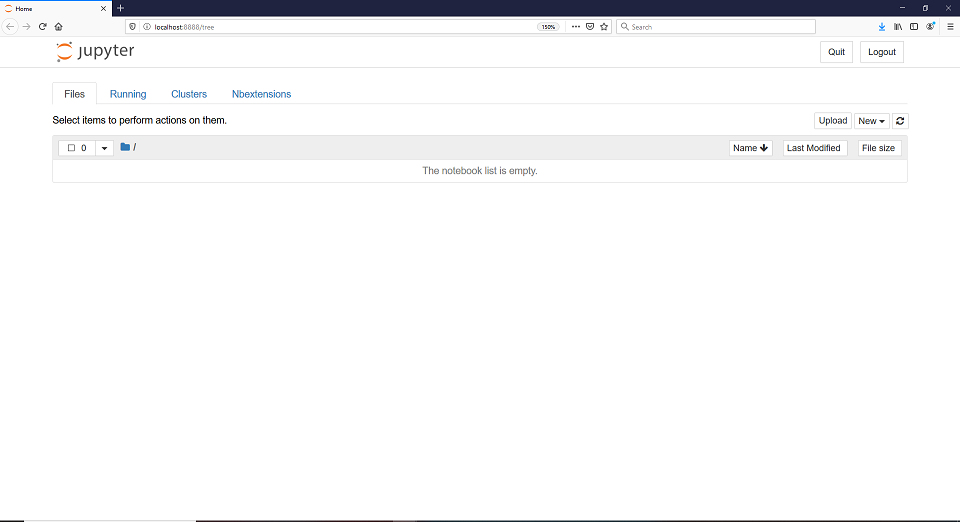 Home
localhost:8888/tree
150%
Search
jupyter
Quit
Logout
Files
Running
Clusters
Nbextensions
Select items to perform actions on them.
Upload
New
0
/
Name
Last Modified
File size
The notebook list is empty.